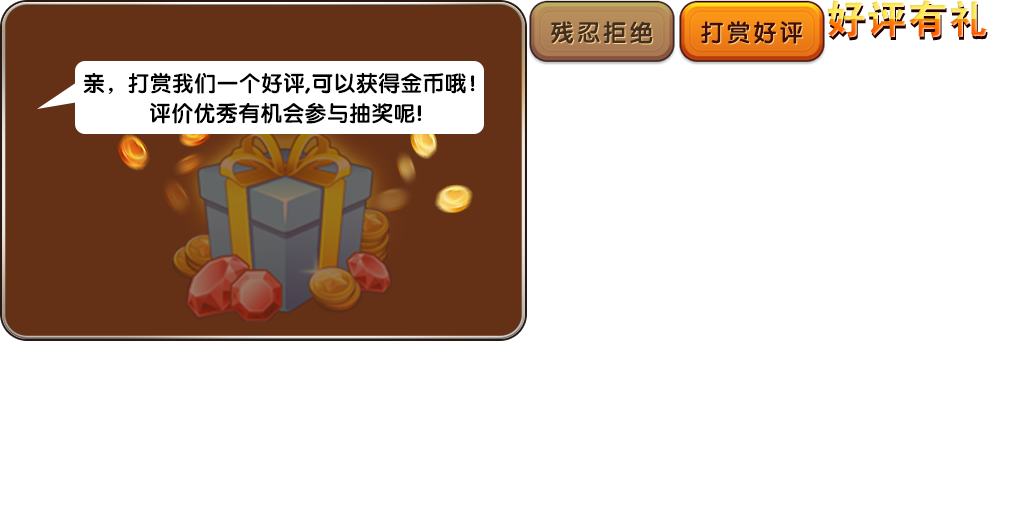 残忍拒绝
打赏好评
好评有礼
亲，打赏我们一个好评,可以获得金币哦!
评价优秀有机会参与抽奖呢!